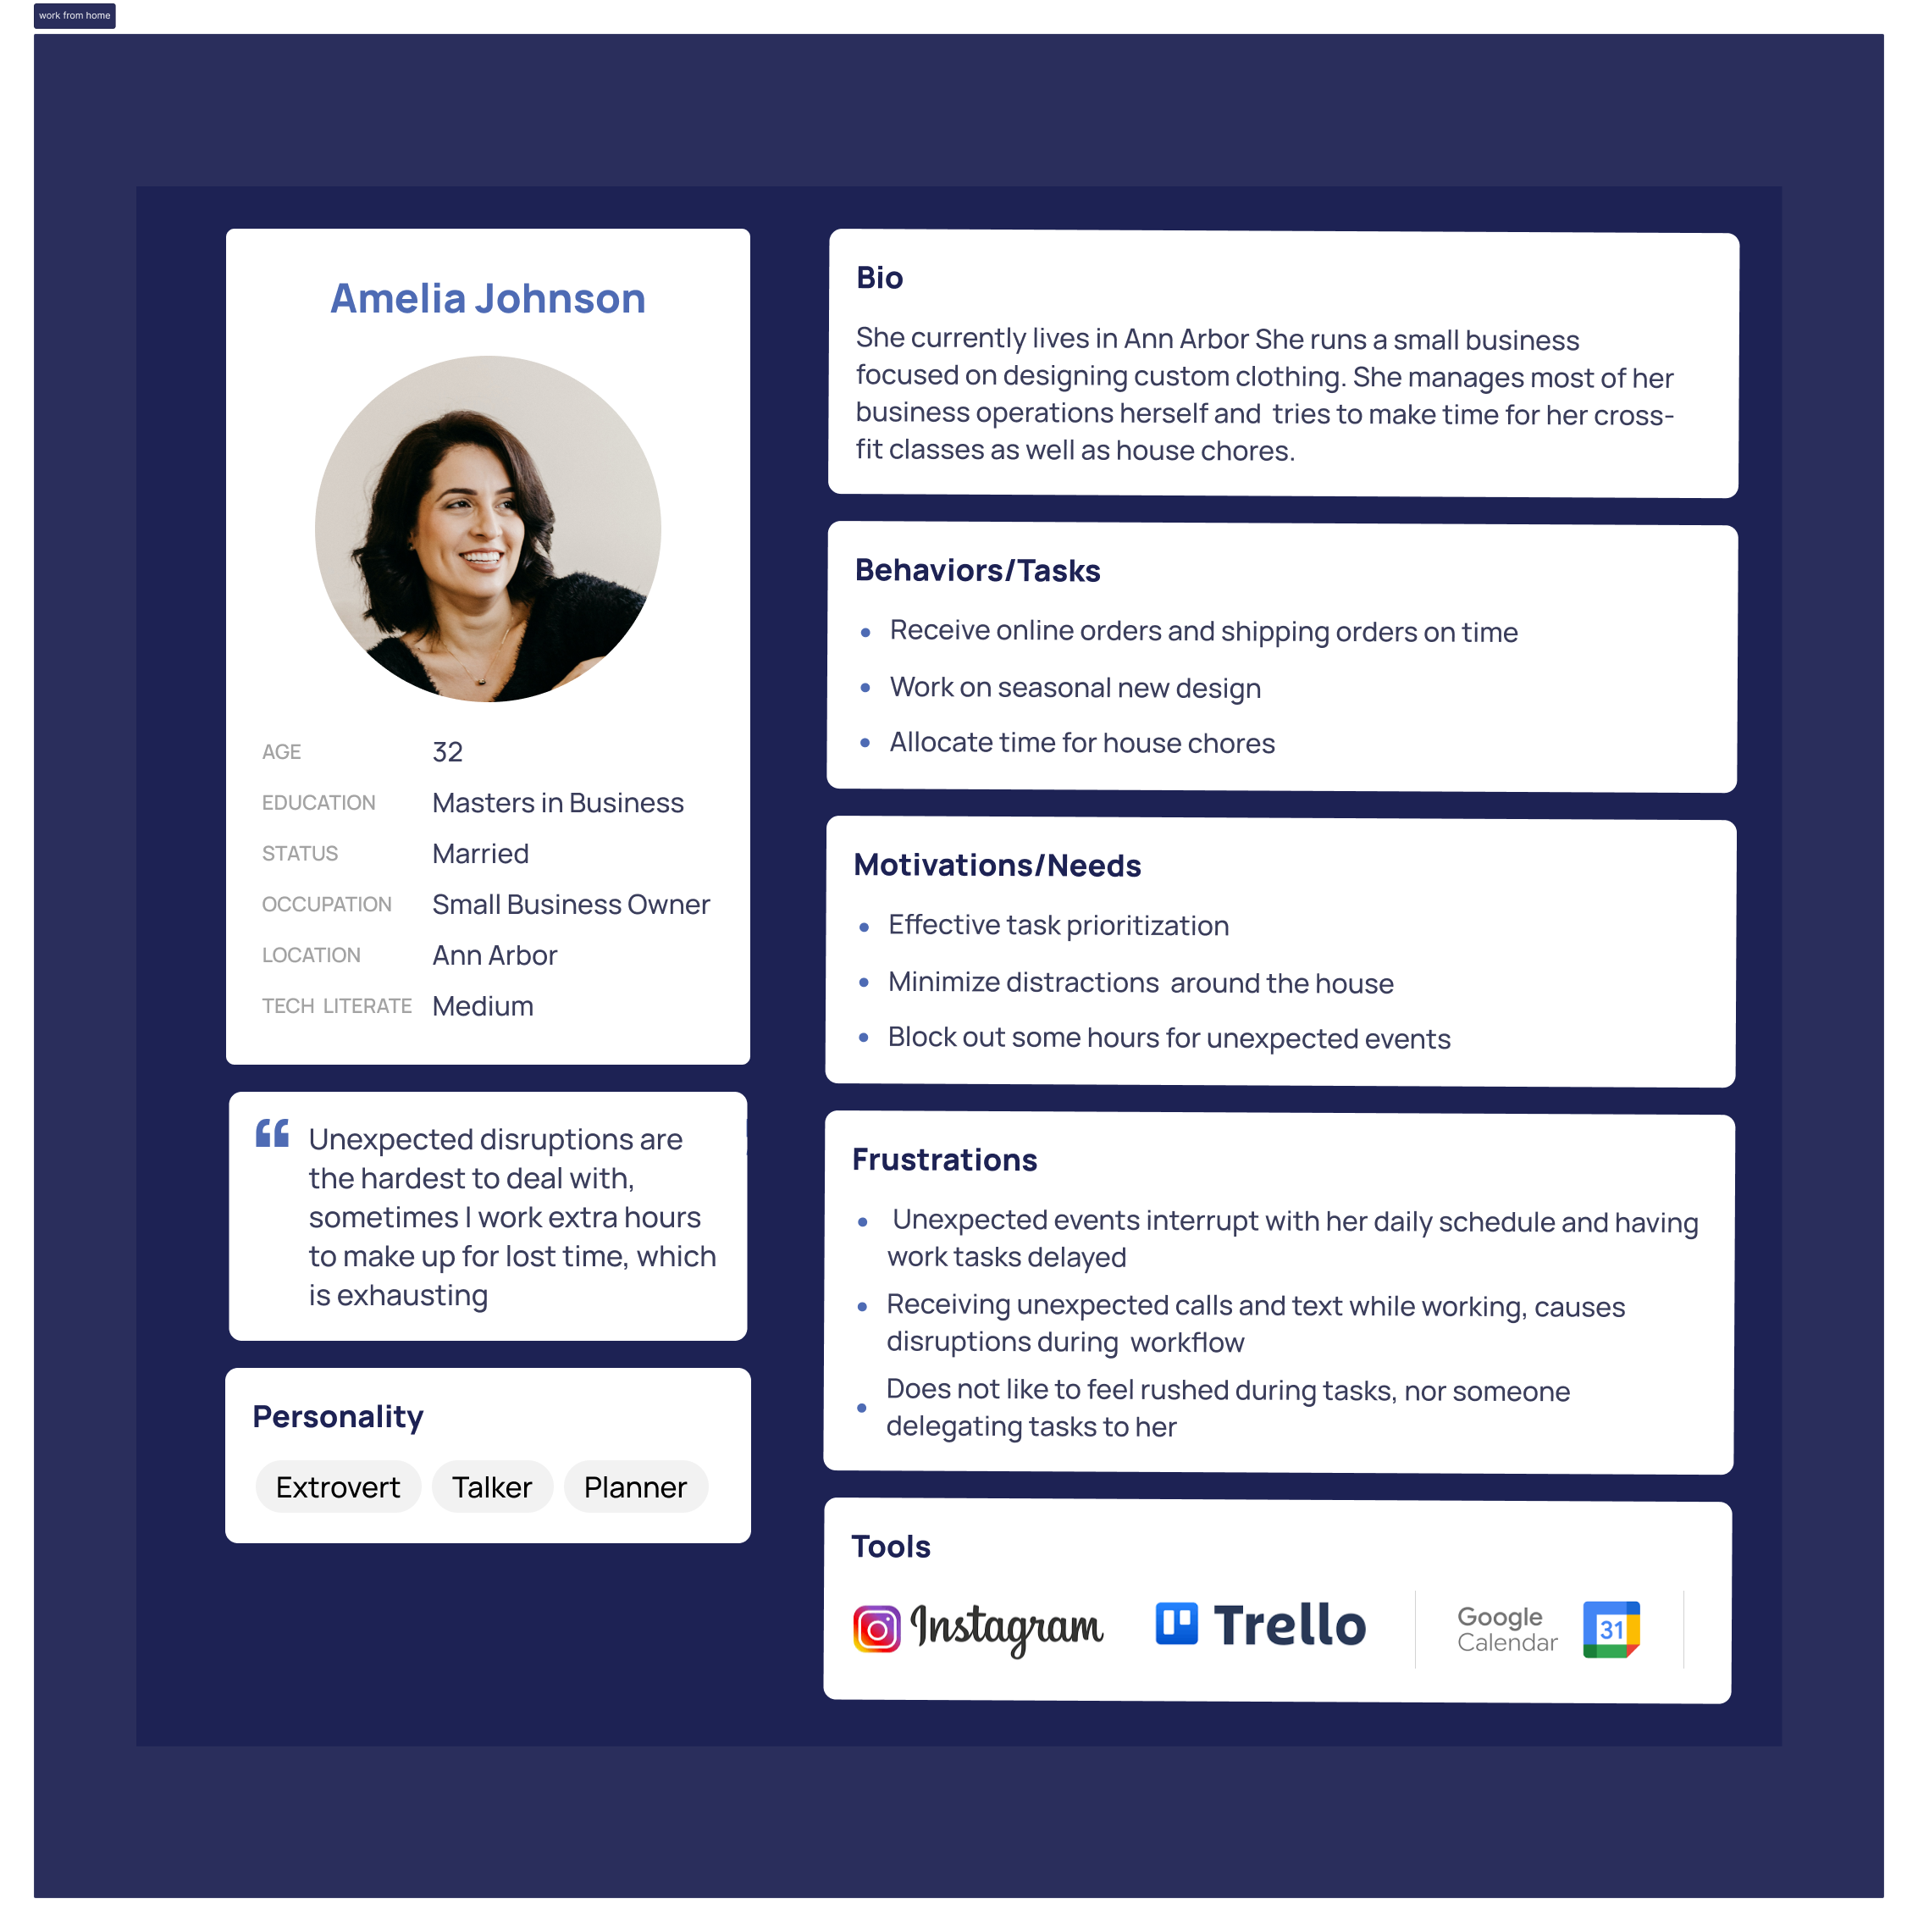 work from home
Amelia Johnson
AGE 32
EDUCATION Masters in Business
STATUS Married
OCCUPATION Small Business Owner
LOCATION Ann Arbor
TECH LITERATE Medium
“ Unexpected disruptions are
the hardest to deal with,
sometimes I work extra hours
to make up for lost time, which
is exhausting
Personality
Extrovert Talker Planner
Bio
She currently lives in Ann Arbor She runs a small business
focused on designing custom clothing. She manages most of her
business operations herself and  tries to make time for her cross-
fit classes as well as house chores.
Behaviors/Tasks
• Receive online orders and shipping orders on time
• Work on seasonal new design
• Allocate time for house chores
Motivations/Needs
• Effective task prioritization
• Minimize distractions  around the house
• Block out some hours for unexpected events
Frustrations
• Unexpected events interrupt with her daily schedule and having
work tasks delayed
• Receiving unexpected calls and text while working, causes
disruptions during  workflow
• Does not like to feel rushed during tasks, nor someone
delegating tasks to her
Tools
Instagram
Trello
Google
Calendar
31